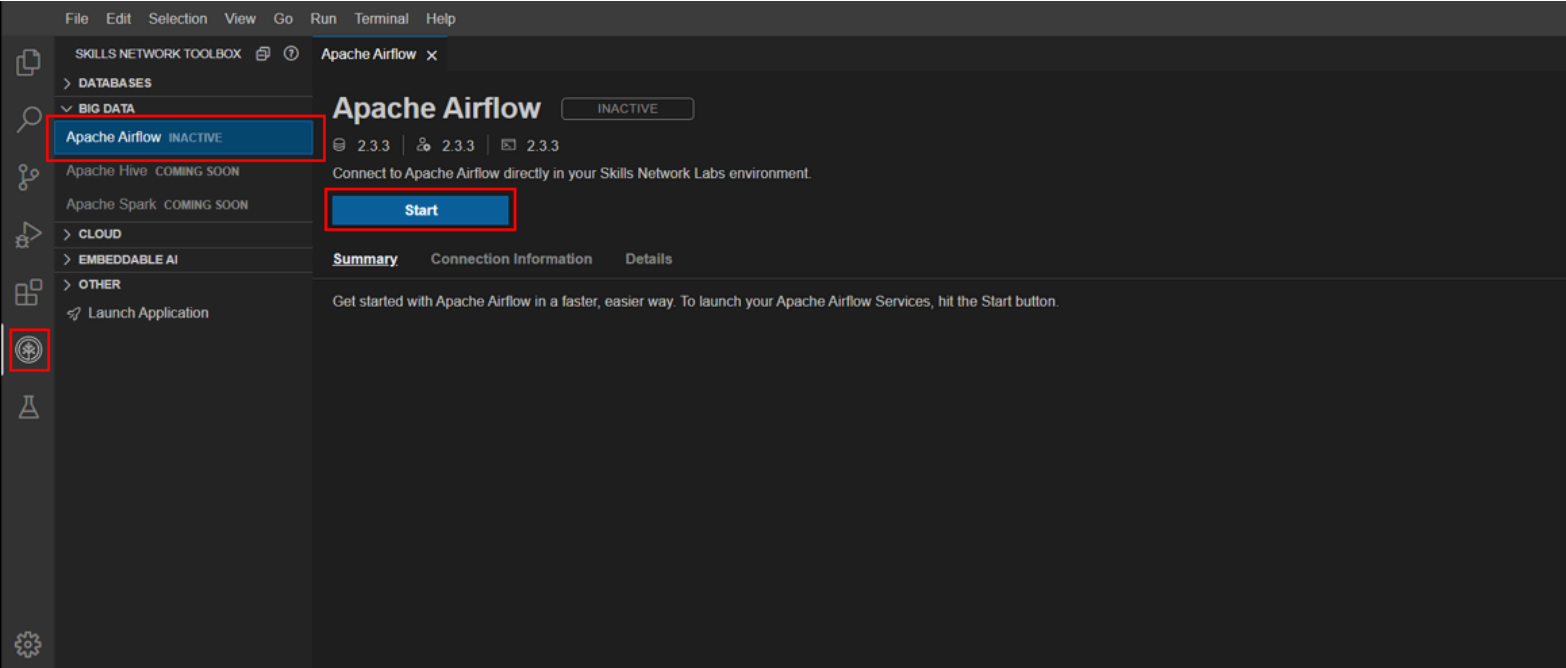 File Edit Selection View Go Run Terminal Help
SKILLS NETWORK TOOLBOX
DATABASES
BIG DATA
Apache Airflow INACTIVE
Apache Hive COMING SOON
Apache Spark COMING SOON
CLOUD
EMBEDDABLE AI
OTHER
Launch Application
Apache Airflow
Apache Airflow INACTIVE
2.3.3 2.3.3 2.3.3
Connect to Apache Airflow directly in your Skills Network Labs environment.
Start
Summary Connection Information Details
Get started with Apache Airflow in a faster, easier way. To launch your Apache Airflow Services, hit the Start button.